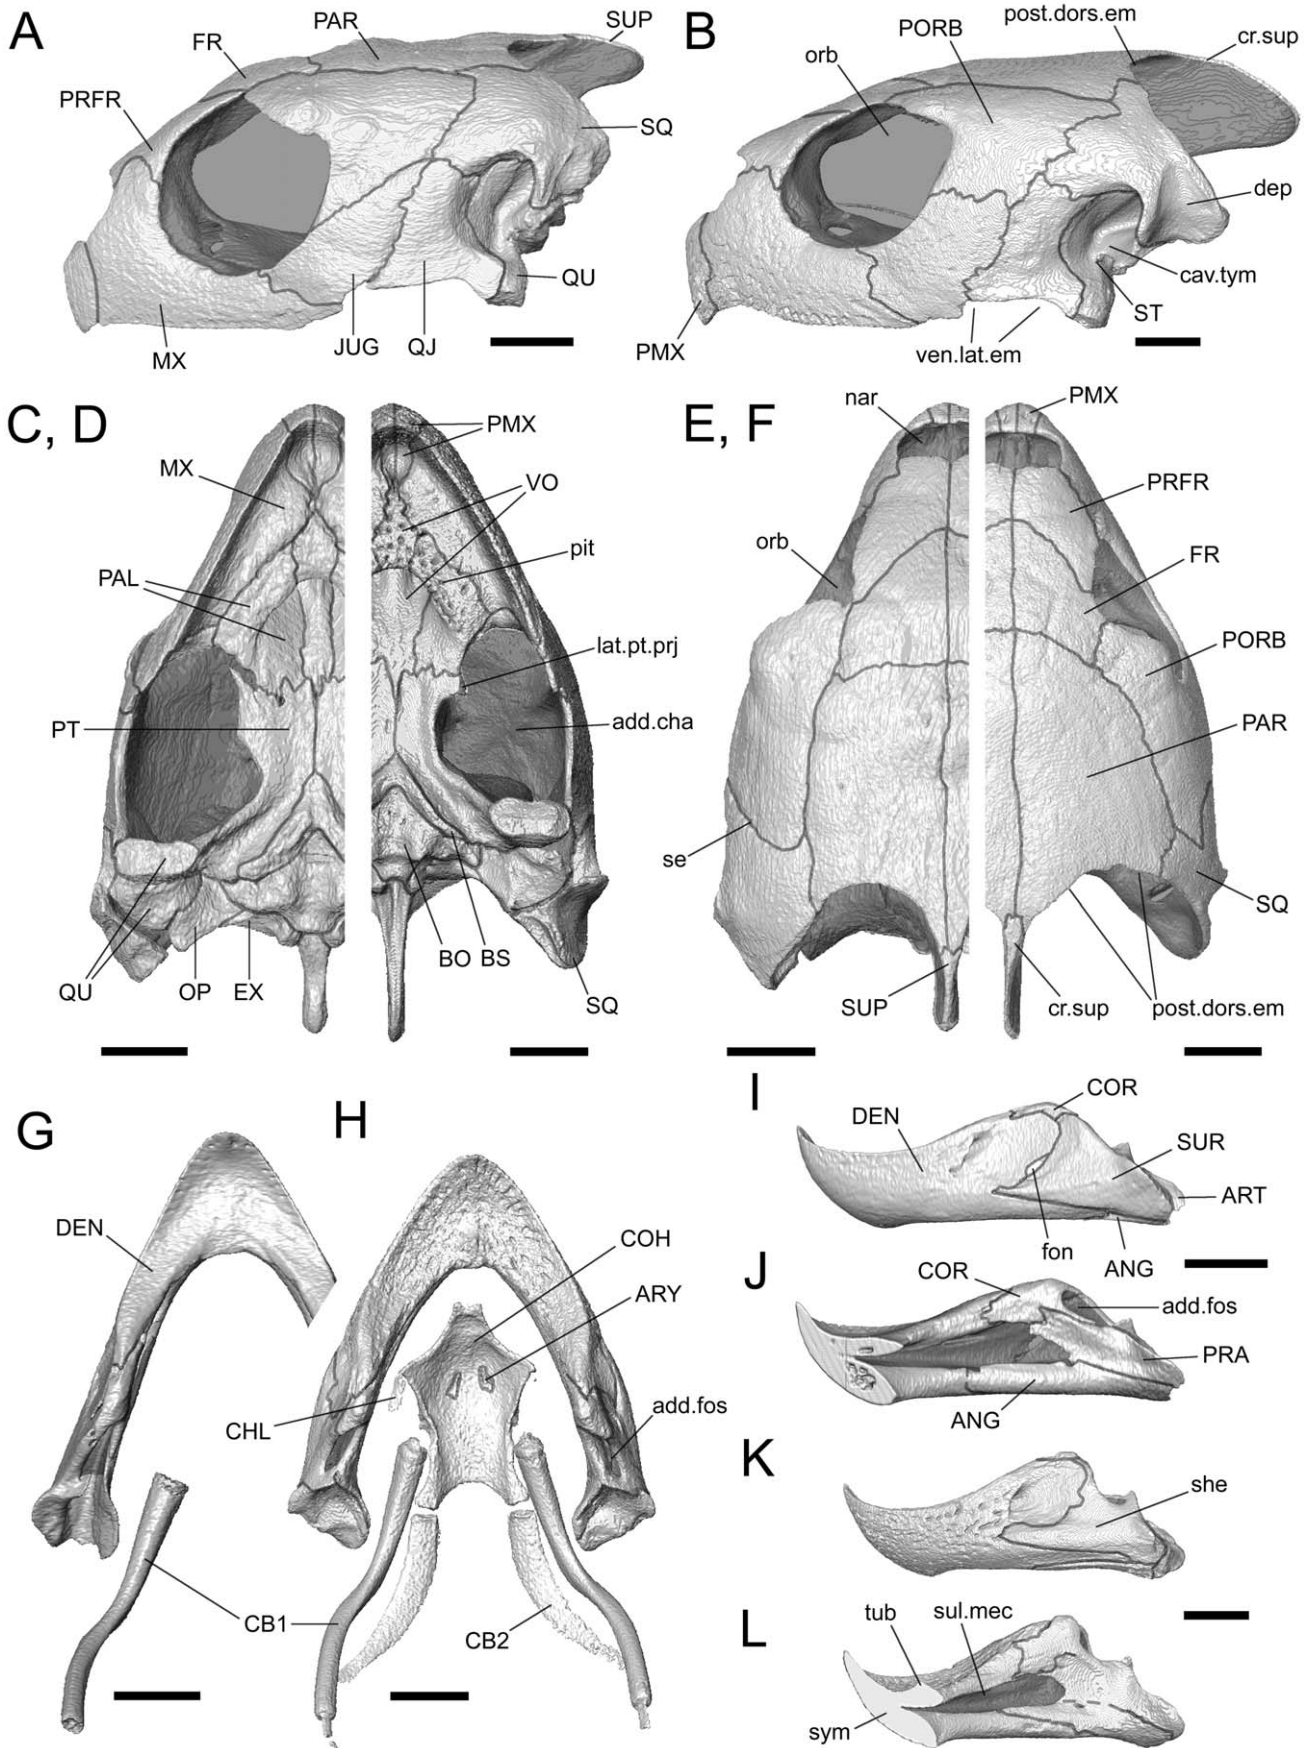 A
PAR
SUP
FR
PRFR
SQ
QU
MX
JUG
QJ
B
post.dors.em
PORB
cr.sup
orb
dep
cav.tym
ST
PMX
ven.lat.em
C, D
PMX
MX
VO
pit
PAL
lat.pt.prj
PT
add.cha
BO
BS
QU
OP
EX
SQ
E, F
nar
PMX
PRFR
orb
FR
PORB
PAR
se
SQ
SUP
cr.sup
post.dors.em
G
DEN
H
COH
ARY
CHL
add.fos
CB1
CB2
I
COR
DEN
SUR
ART
fon
ANG
J
COR
add.fos
PRA
ANG
K
she
L
tub
sul.mec
sym